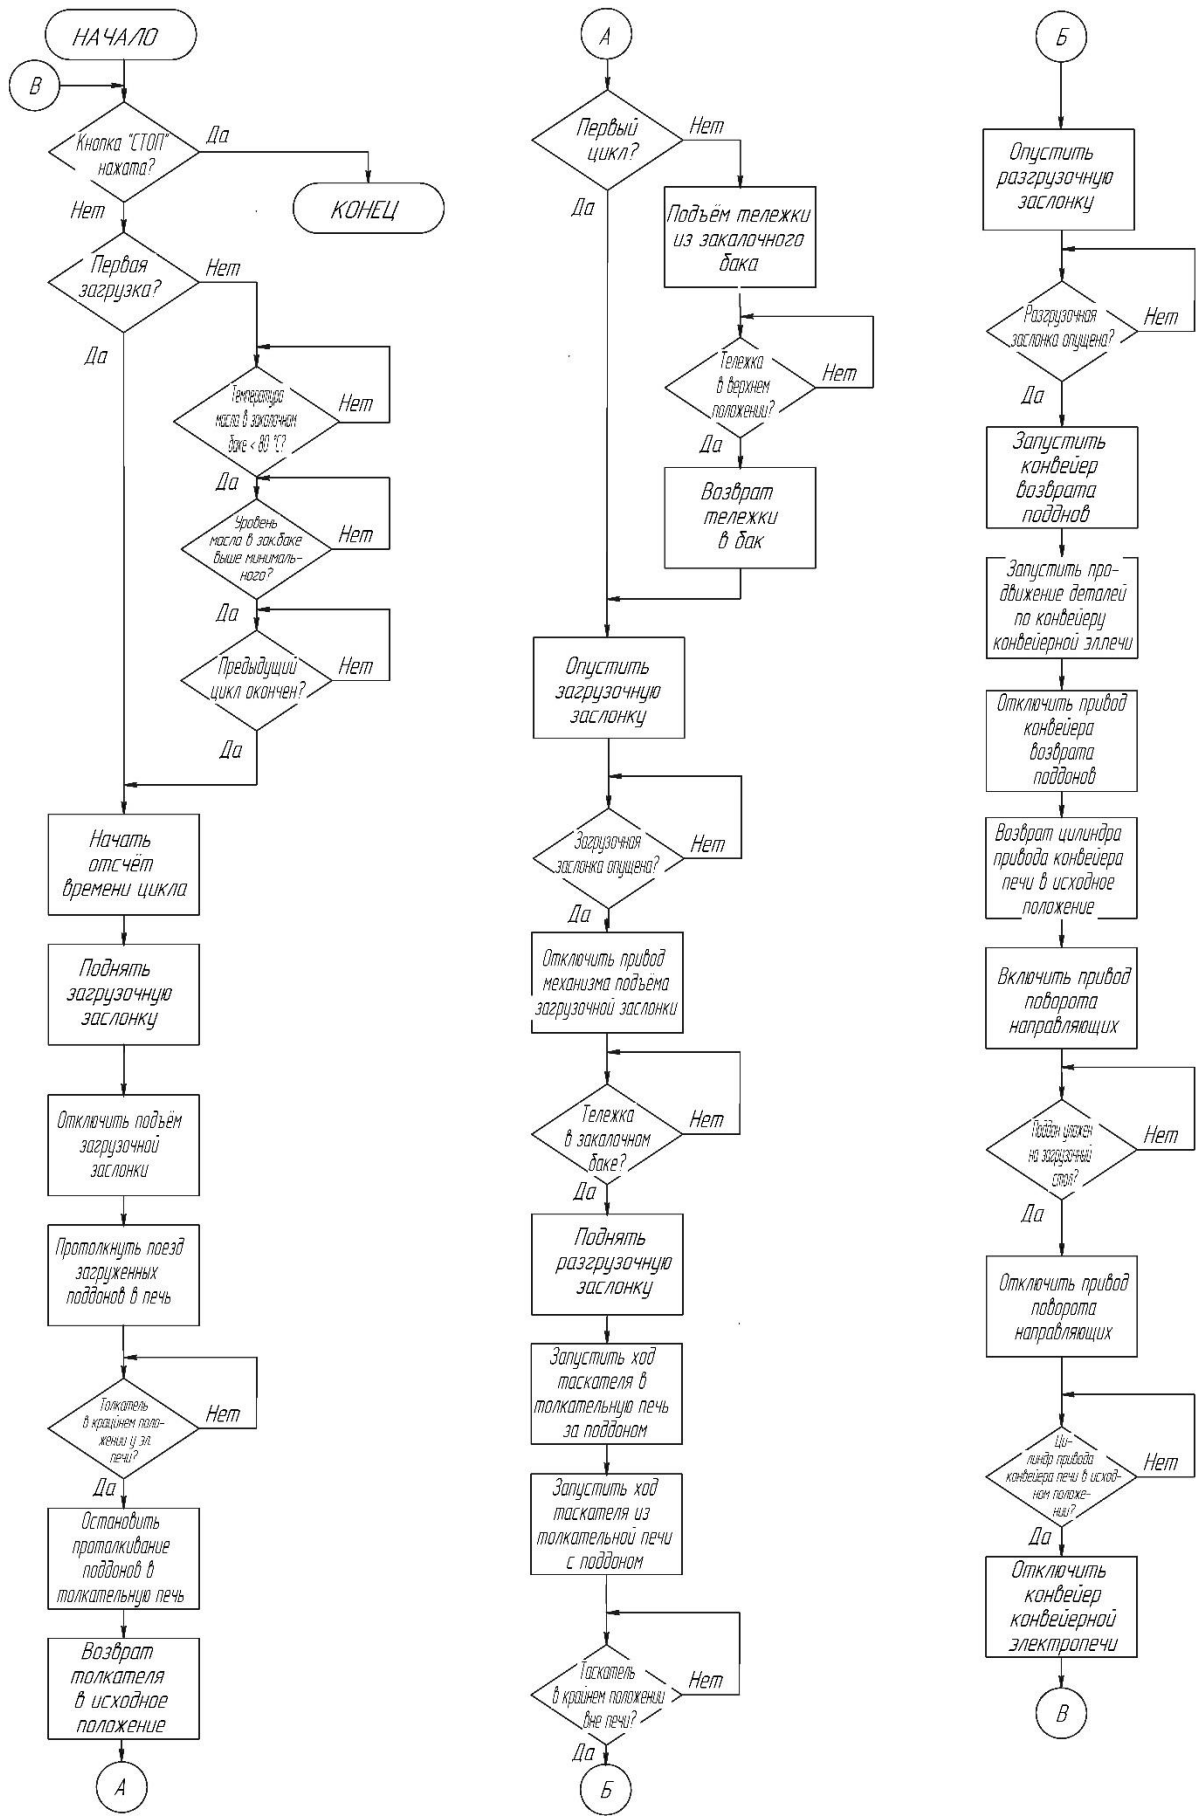 НАЧАЛО
В
Кнопка "СТОП"
нажата?
Да
КОНЕЦ
Нет
Первая
загрузка?
Нет
Да
Температура
масла в закалочном
баке < 80 °С?
Нет
Да
Уровень
масла в зак.баке
выше минималь-
ного?
Нет
Да
Предыдущий
цикл окончен?
Нет
Да
Начать
отсчёт
времени цикла
Поднять
загрузочную
заслонку
Отключить подъём
загрузочной
заслонки
Протолкнуть поезд
загруженных
поддонов в печь
Толкатель
в крайнем поло-
жении у эл.
печи?
Нет
Да
Остановить
проталкивание
поддонов в
толкательную печь
Возврат
толкателя
в исходное
положение
А
А
Первый
цикл?
Нет
Да
Подъём тележки
из закалочного
бака
Тележка
в верхнем
положении?
Нет
Да
Возврат
тележки
в бак
Опустить
загрузочную
заслонку
Загрузочная
заслонка опущена?
Нет
Да
Отключить привод
механизма подъёма
загрузочной заслонки
Тележка
в закалочном
баке?
Нет
Да
Поднять
разгрузочную
заслонку
Запустить ход
таскателя в
толкательную печь
за поддоном
Запустить ход
таскателя из
толкательной печи
с поддоном
Таскатель
в крайнем положении
вне печи?
Нет
Да
Б
Б
Опустить
разгрузочную
заслонку
Разгрузочная
заслонка опущена?
Нет
Да
Запустить
конвейер
возврата
подднов
Запустить про-
движение деталей
по конвейеру
конвейерной эл.печи
Отключить привод
конвейера
возврата
поддонов
Возврат цилиндра
привода конвейера
печи в исходное
положение
Включить привод
поворота
направляющих
Поддон уложен
на загрузочный
стол?
Нет
Да
Отключить привод
поворота
направляющих
Ци-
линдр привода
конвейера печи в исход-
ном положе-
нии?
Нет
Да
Отключить
конвейер
конвейерной
электропечи
В